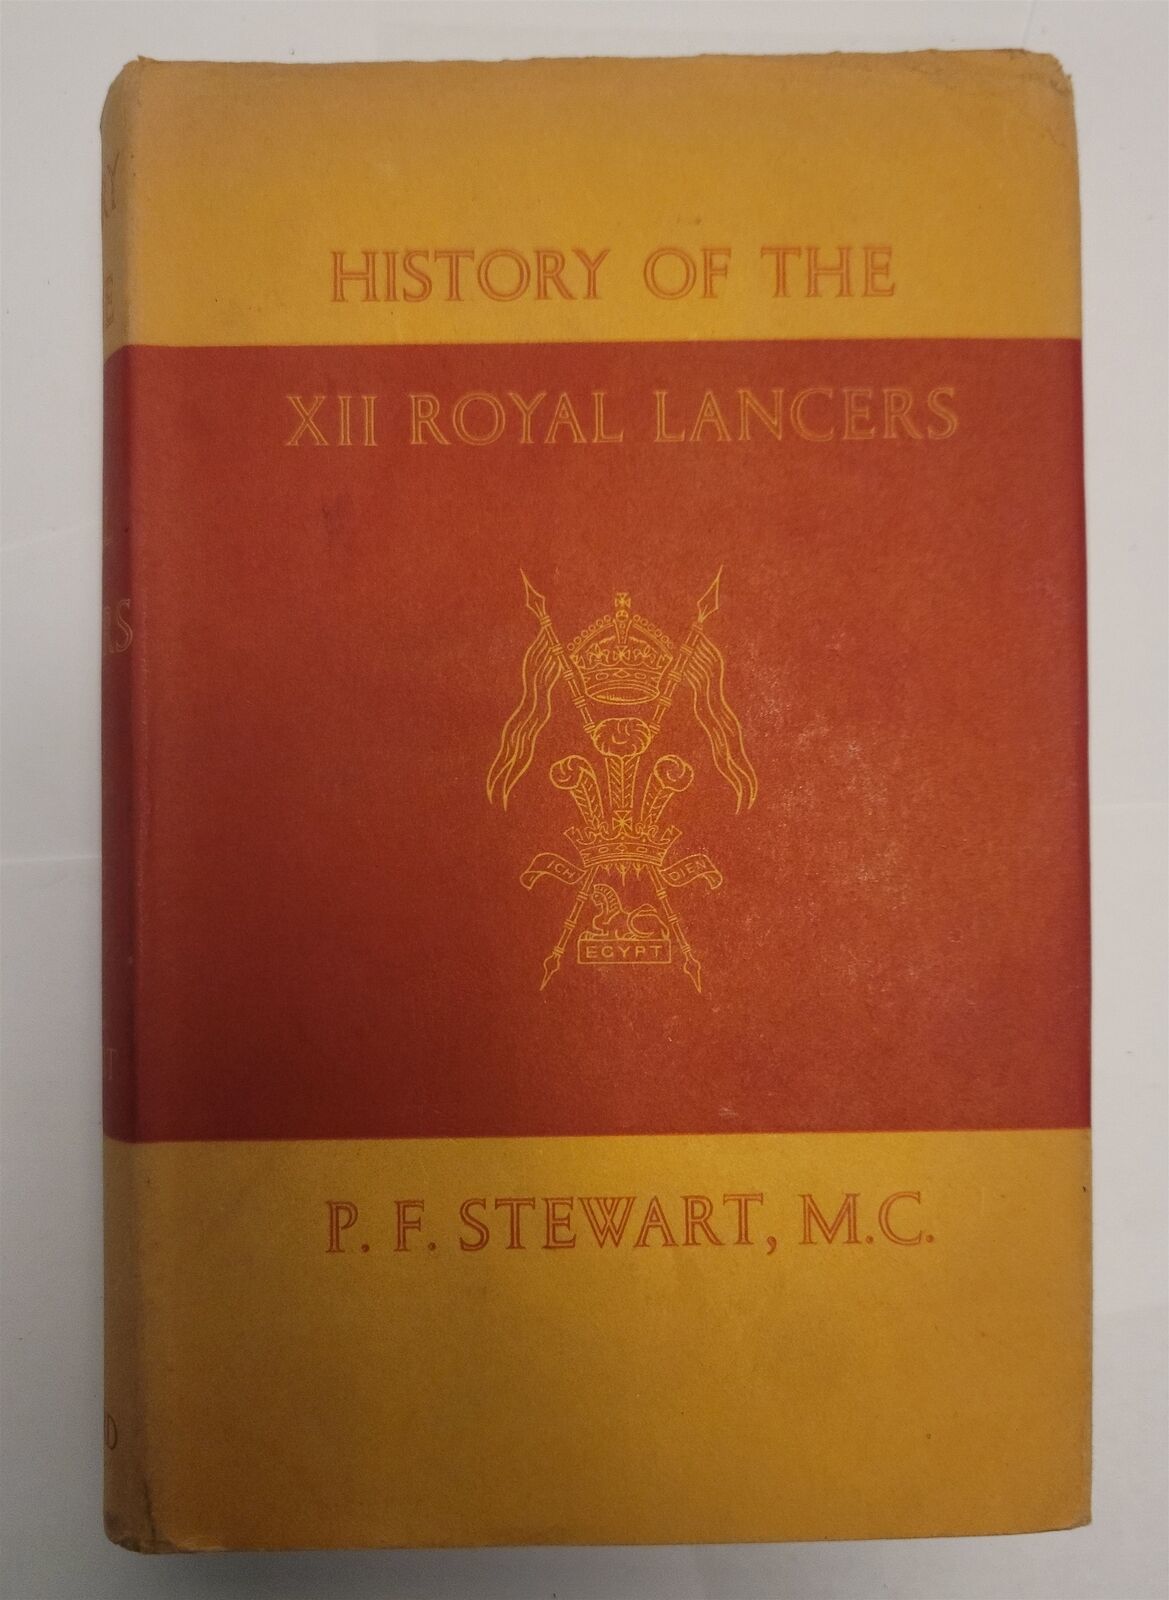 HISTORY OF THE
XII ROYAL LANCERS
ICH DIEN
EGYPT
P. F. STEWART, M.C.